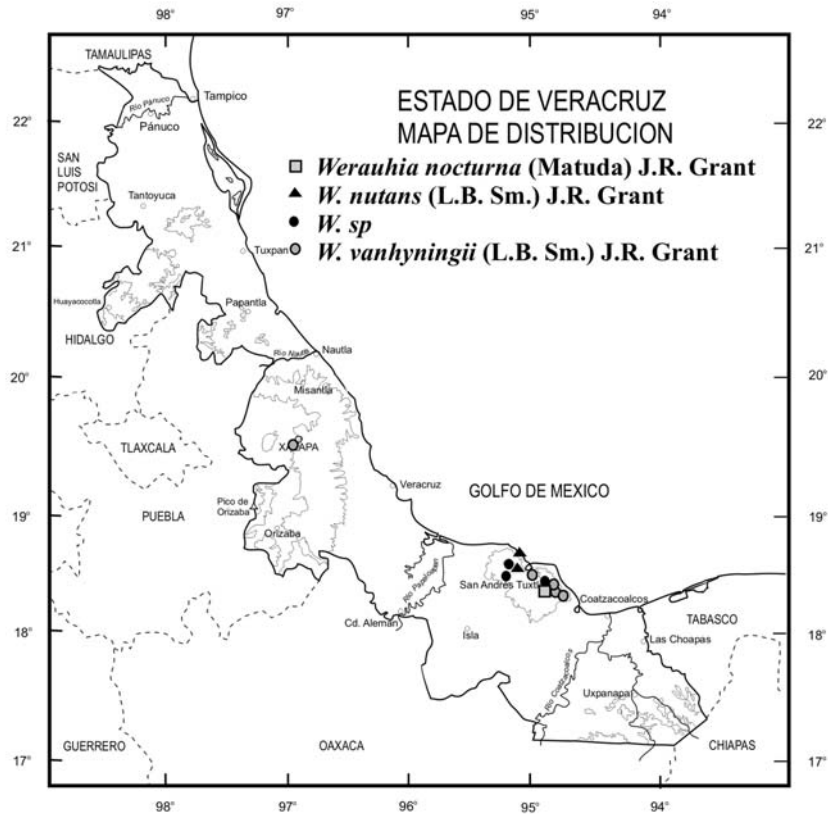 98° 97° 96° 95° 94°
TAMAULIPAS
Tampico
Río Pánuco
Pánuco
22° 22°
ESTADO DE VERACRUZ
MAPA DE DISTRIBUCION
Werauhia nocturna (Matuda) J.R. Grant
W. nutans (L.B. Sm.) J.R. Grant
W. sp
W. vanhyningii (L.B. Sm.) J.R. Grant
SAN
LUIS
POTOSI
Tantoyuca
21° 21°
Tuxpan
Huayacocotla
Papantla
HIDALGO
Río Nautla
Nautla
20° 20°
Misantla
TLAXCALA
XALAPA
Veracruz
GOLFO DE MEXICO
Pico de
Orizaba
PUEBLA
19° 19°
Orizaba
San Andrés Tuxtl
Coatzacoalcos
Río Papaloapan
TABASCO
Cd. Alemán
18° 18°
Isla
Las Choapas
Río Coatzacoalcos
Uxpanapa
GUERRERO
OAXACA
CHIAPAS
17° 17°
98° 97° 96° 95° 94°